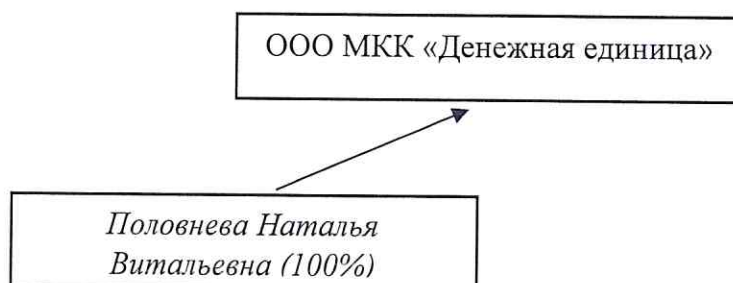 ООО МКК «Денежная единица»
Половнева Наталья
Витальевна (100%)